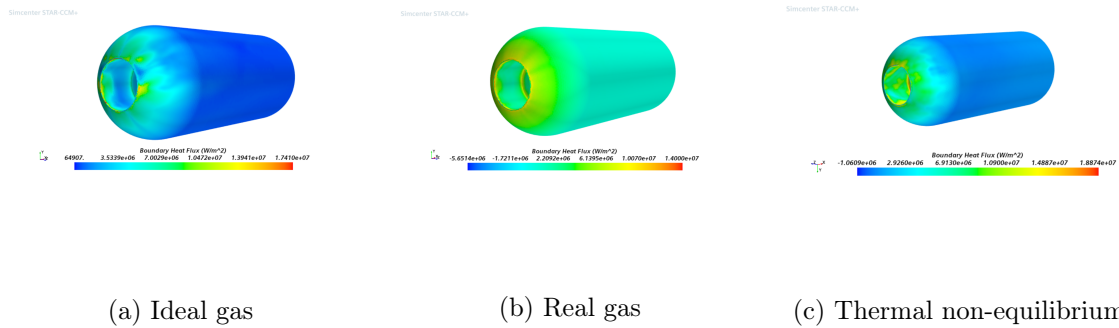 Simcenter STAR-CCM+
Boundary Heat Flux (W/m^2)
64907. 3.5339e+06 7.0029e+06 1.0472e+07 1.3941e+07 1.7410e+07
(a) Ideal gas
Simcenter STAR-CCM+
Boundary Heat Flux (W/m^2)
-5.6514e+06 -1.7211e+06 2.2092e+06 6.1395e+06 1.0070e+07 1.4000e+07
(b) Real gas
Simcenter STAR-CCM+
Boundary Heat Flux (W/m^2)
-1.0609e+06 2.9260e+06 6.9130e+06 1.0900e+07 1.4887e+07 1.8874e+07
(c) Thermal non-equilibrium